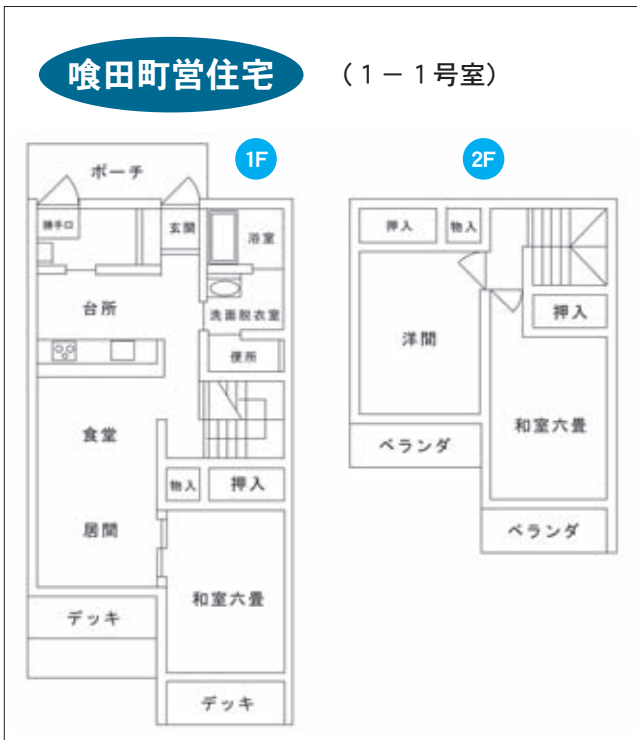 喰田町営住宅 （１－１号室）
1F
ポーチ
勝手口
玄関
浴室
台所
洗面脱衣室
便所
食堂
物入
押入
居間
和室六畳
デッキ
デッキ
2F
押入
物入
押入
洋間
和室六畳
ベランダ
ベランダ